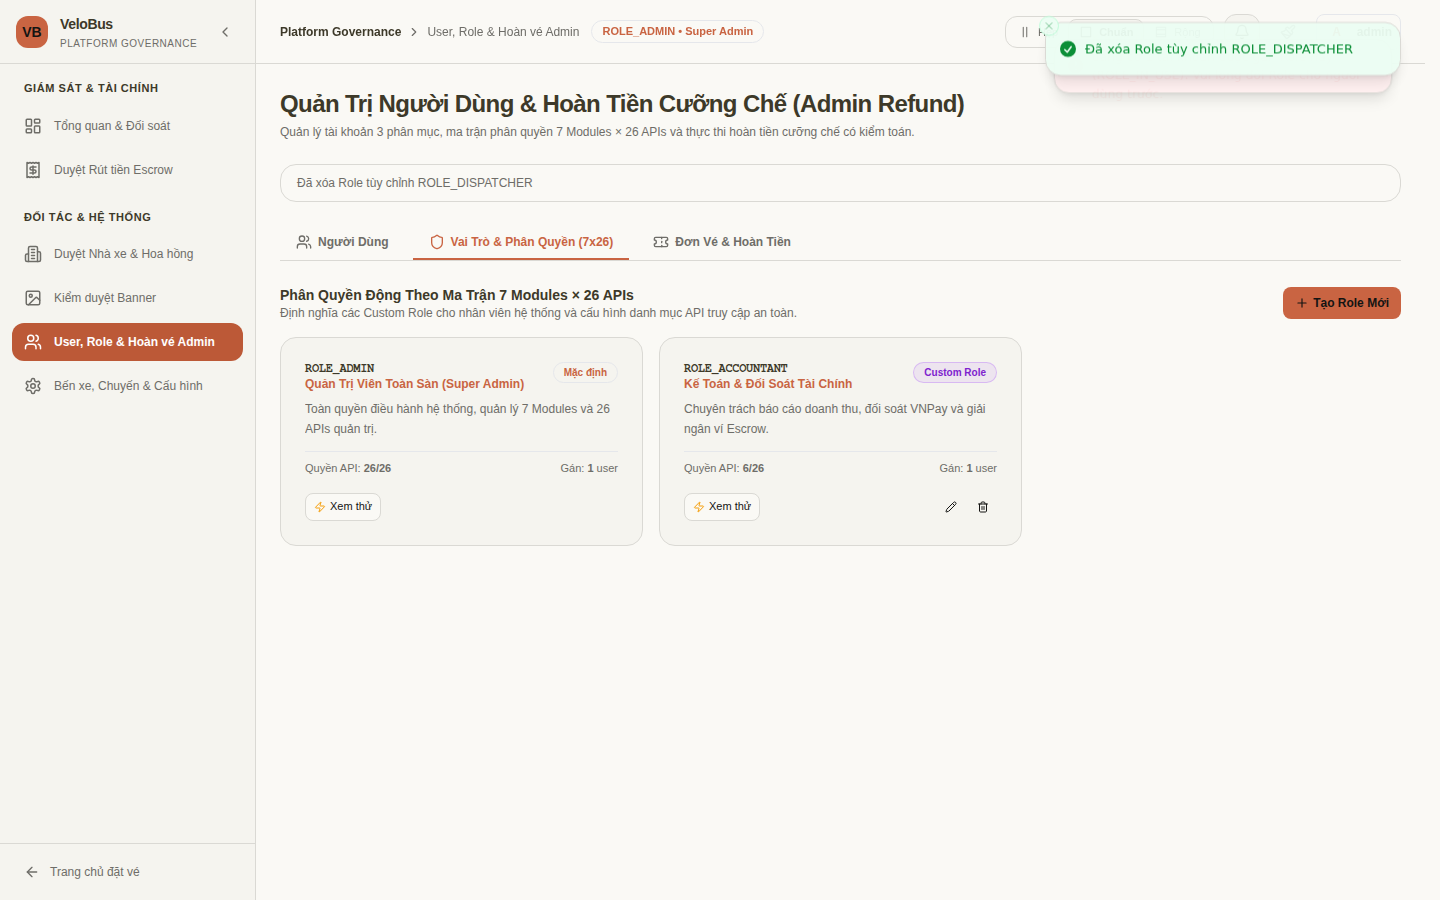 VB
VeloBus
PLATFORM GOVERNANCE
GIÁM SÁT & TÀI CHÍNH
Tổng quan & Đối soát
Duyệt Rút tiền Escrow
ĐỐI TÁC & HỆ THỐNG
Duyệt Nhà xe & Hoa hồng
Kiểm duyệt Banner
User, Role & Hoàn vé Admin
Bến xe, Chuyến & Cấu hình
Trang chủ đặt vé
Platform Governance
User, Role & Hoàn vé Admin
ROLE_ADMIN • Super Admin
Đã xóa Role tùy chỉnh ROLE_DISPATCHER
Quản Trị Người Dùng & Hoàn Tiền Cưỡng Chế (Admin Refund)
Quản lý tài khoản 3 phân mục, ma trận phân quyền 7 Modules × 26 APIs và thực thi hoàn tiền cưỡng chế có kiểm toán.
Đã xóa Role tùy chỉnh ROLE_DISPATCHER
Người Dùng
Vai Trò & Phân Quyền (7x26)
Đơn Vé & Hoàn Tiền
Phân Quyền Động Theo Ma Trận 7 Modules × 26 APIs
Định nghĩa các Custom Role cho nhân viên hệ thống và cấu hình danh mục API truy cập an toàn.
Tạo Role Mới
ROLE_ADMIN
Quản Trị Viên Toàn Sàn (Super Admin)
Mặc định
Toàn quyền điều hành hệ thống, quản lý 7 Modules và 26
APIs quản trị.
Quyền API: 26/26
Gán: 1 user
Xem thử
ROLE_ACCOUNTANT
Kế Toán & Đối Soát Tài Chính
Custom Role
Chuyên trách báo cáo doanh thu, đối soát VNPay và giải
ngân ví Escrow.
Quyền API: 6/26
Gán: 1 user
Xem thử